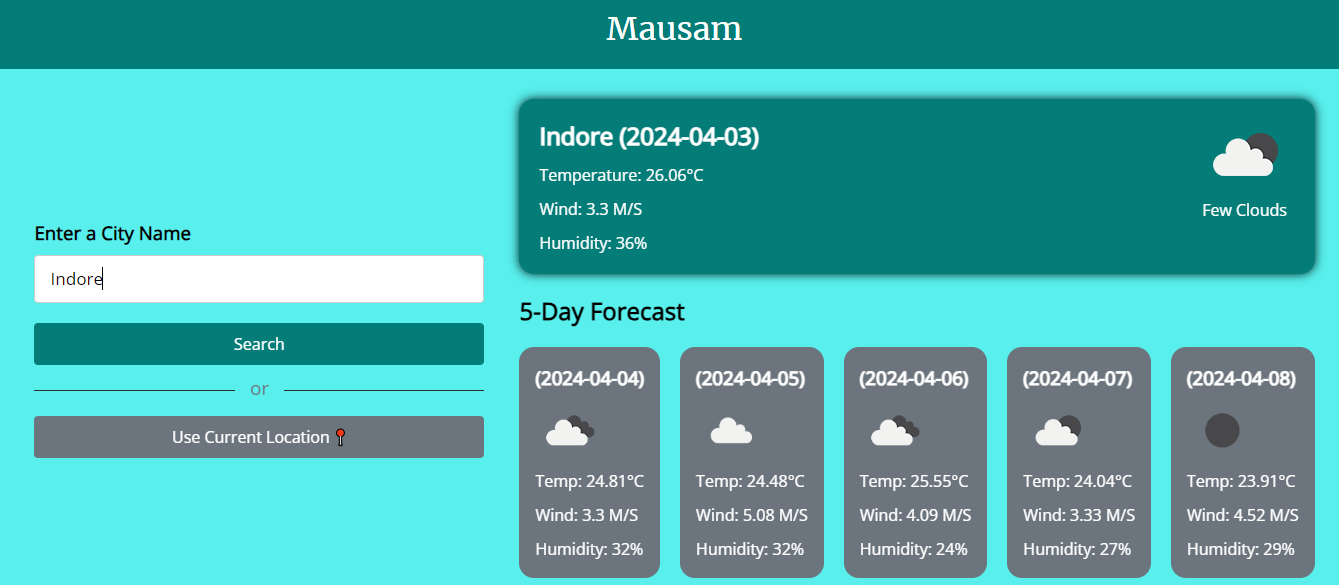 Mausam
Enter a City Name
Indore
Search
or
Use Current Location
Indore (2024-04-03)
Temperature: 26.06°C
Wind: 3.3 M/S
Humidity: 36%
Few Clouds
5-Day Forecast
(2024-04-04)
Temp: 24.81°C
Wind: 3.3 M/S
Humidity: 32%
(2024-04-05)
Temp: 24.48°C
Wind: 5.08 M/S
Humidity: 32%
(2024-04-06)
Temp: 25.55°C
Wind: 4.09 M/S
Humidity: 24%
(2024-04-07)
Temp: 24.04°C
Wind: 3.33 M/S
Humidity: 27%
(2024-04-08)
Temp: 23.91°C
Wind: 4.52 M/S
Humidity: 29%